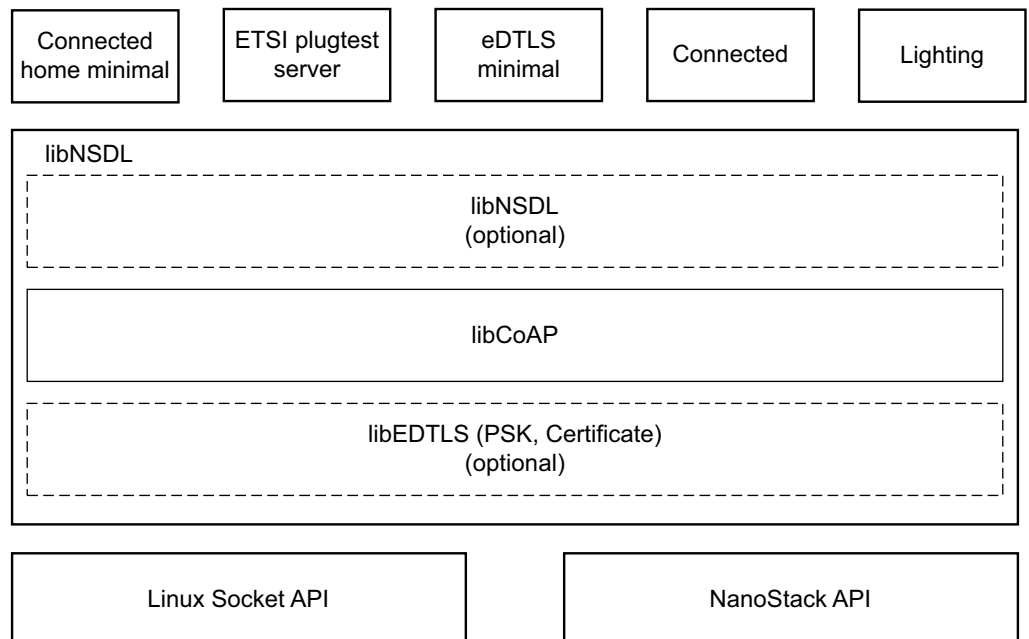 Connected
home minimal
ETSI plugtest
server
eDTLS
minimal
Connected
Lighting
libNSDL
libNSDL
(optional)
libCoAP
libEDTLS (PSK, Certificate)
(optional)
Linux Socket API
NanoStack API